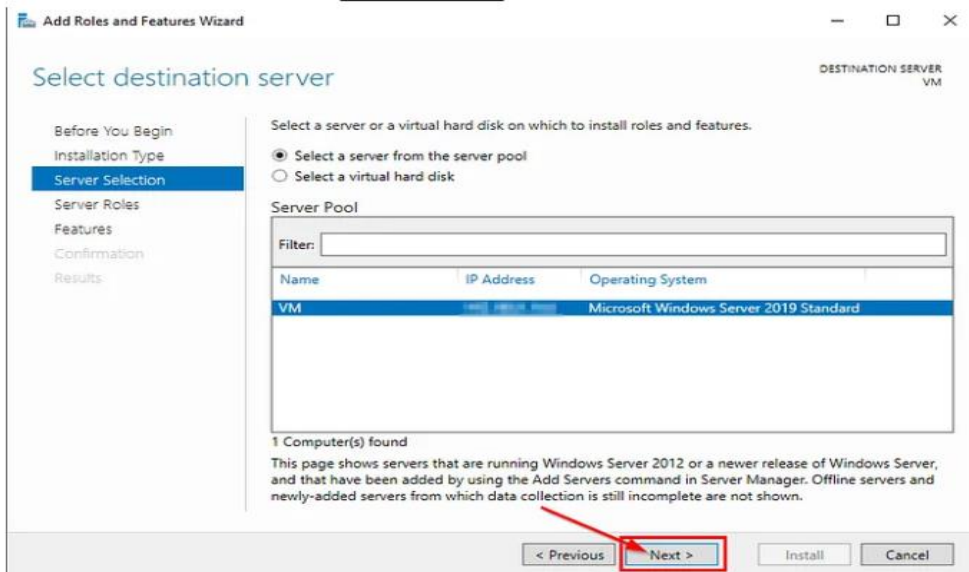 Add Roles and Features Wizard
Select destination server
DESTINATION SERVER
VM
Before You Begin
Installation Type
Server Selection
Server Roles
Features
Confirmation
Results
Select a server or a virtual hard disk on which to install roles and features.
Select a server from the server pool
Select a virtual hard disk
Server Pool
Filter:
Name IP Address Operating System
VM Microsoft Windows Server 2019 Standard
1 Computer(s) found
This page shows servers that are running Windows Server 2012 or a newer release of Windows Server,
and that have been added by using the Add Servers command in Server Manager. Offline servers and
newly-added servers from which data collection is still incomplete are not shown.
< Previous Next > Install Cancel